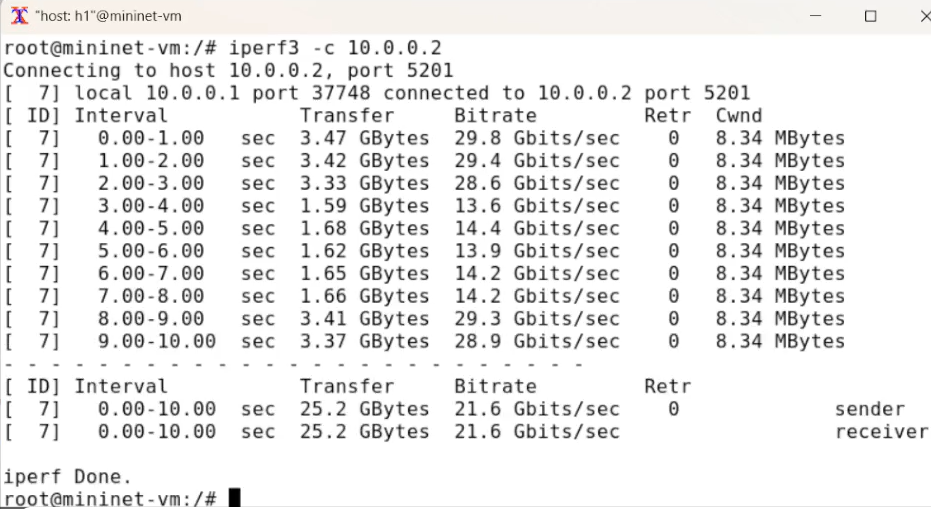 "host: h1"@mininet-vm
root@mininet-vm:/# iperf3 -c 10.0.0.2
Connecting to host 10.0.0.2, port 5201
[  7] local 10.0.0.1 port 37748 connected to 10.0.0.2 port 5201
[ ID] Interval           Transfer     Bitrate         Retr  Cwnd
[  7]   0.00-1.00   sec  3.47 GBytes  29.8 Gbits/sec    0   8.34 MBytes
[  7]   1.00-2.00   sec  3.42 GBytes  29.4 Gbits/sec    0   8.34 MBytes
[  7]   2.00-3.00   sec  3.33 GBytes  28.6 Gbits/sec    0   8.34 MBytes
[  7]   3.00-4.00   sec  1.59 GBytes  13.6 Gbits/sec    0   8.34 MBytes
[  7]   4.00-5.00   sec  1.68 GBytes  14.4 Gbits/sec    0   8.34 MBytes
[  7]   5.00-6.00   sec  1.62 GBytes  13.9 Gbits/sec    0   8.34 MBytes
[  7]   6.00-7.00   sec  1.65 GBytes  14.2 Gbits/sec    0   8.34 MBytes
[  7]   7.00-8.00   sec  1.66 GBytes  14.2 Gbits/sec    0   8.34 MBytes
[  7]   8.00-9.00   sec  3.41 GBytes  29.3 Gbits/sec    0   8.34 MBytes
[  7]   9.00-10.00  sec  3.37 GBytes  28.9 Gbits/sec    0   8.34 MBytes
- - - - - - - - - - - - - - - - - - - - - - - - -
[ ID] Interval           Transfer     Bitrate         Retr
[  7]   0.00-10.00  sec  25.2 GBytes  21.6 Gbits/sec    0             sender
[  7]   0.00-10.00  sec  25.2 GBytes  21.6 Gbits/sec                  receiver
iperf Done.
root@mininet-vm:/#